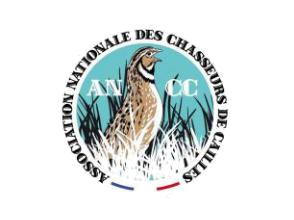 ASSOCIATION NATIONALE DES CHASSEURS DE CAILLES
AN CC